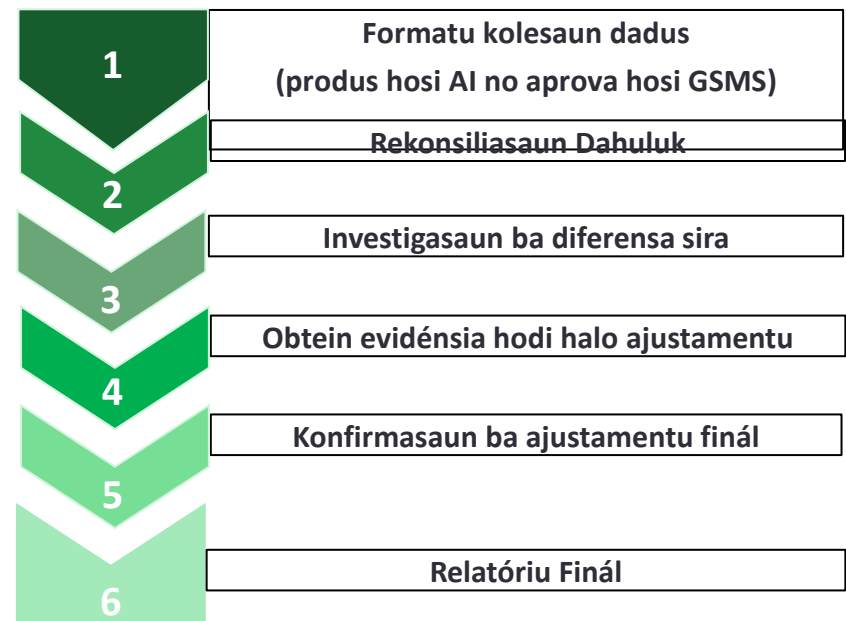 1
Formatu kolesaun dadus
(produs hosi AI no aprova hosi GSMS)
2
Rekonsiliasaun Dahuluk
3
Investigasaun ba diferensa sira
4
Obtein evidénsia hodi halo ajustamentu
5
Konfirmasaun ba ajustamentu finál
6
Relatóriu Finál